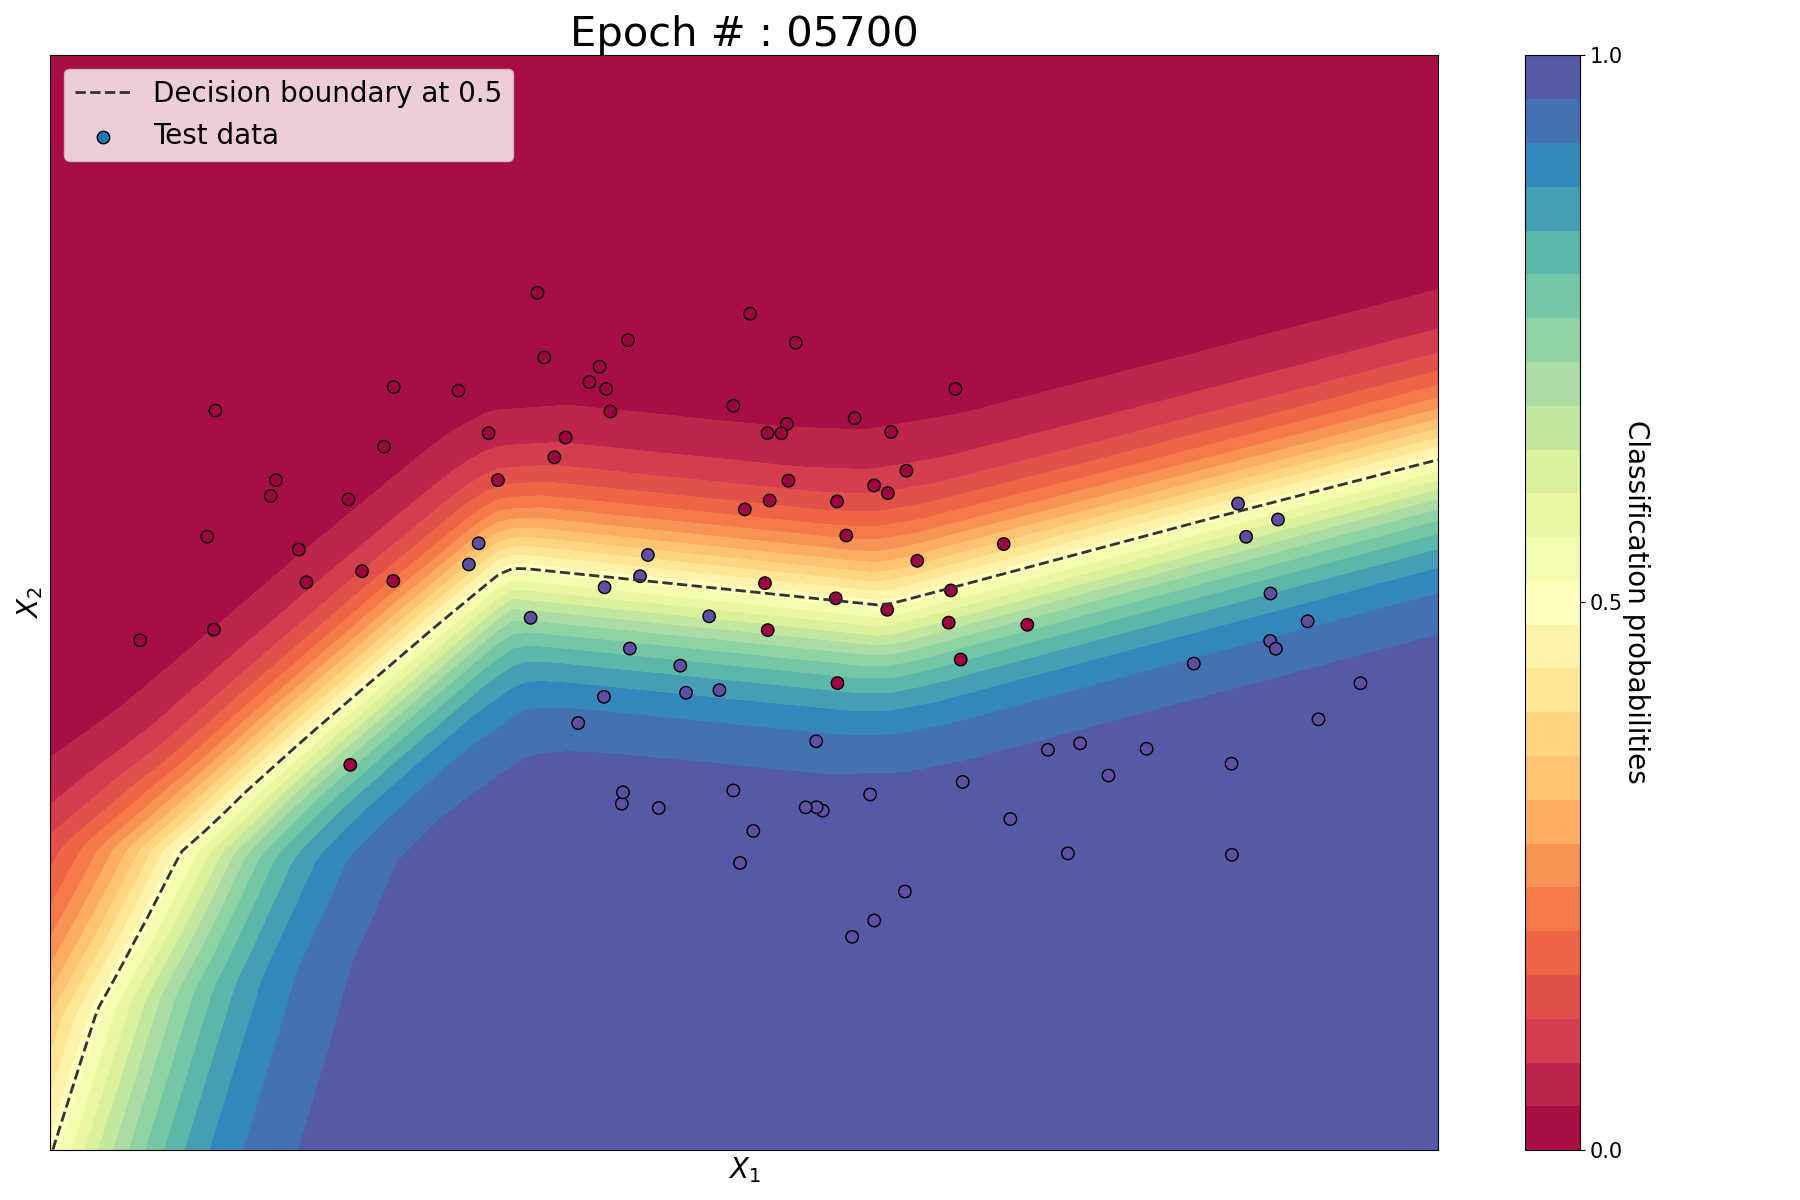 Epoch # : 05700
Decision boundary at 0.5
Test data
X₂
X₁
1.0
0.5
0.0
Classification probabilities